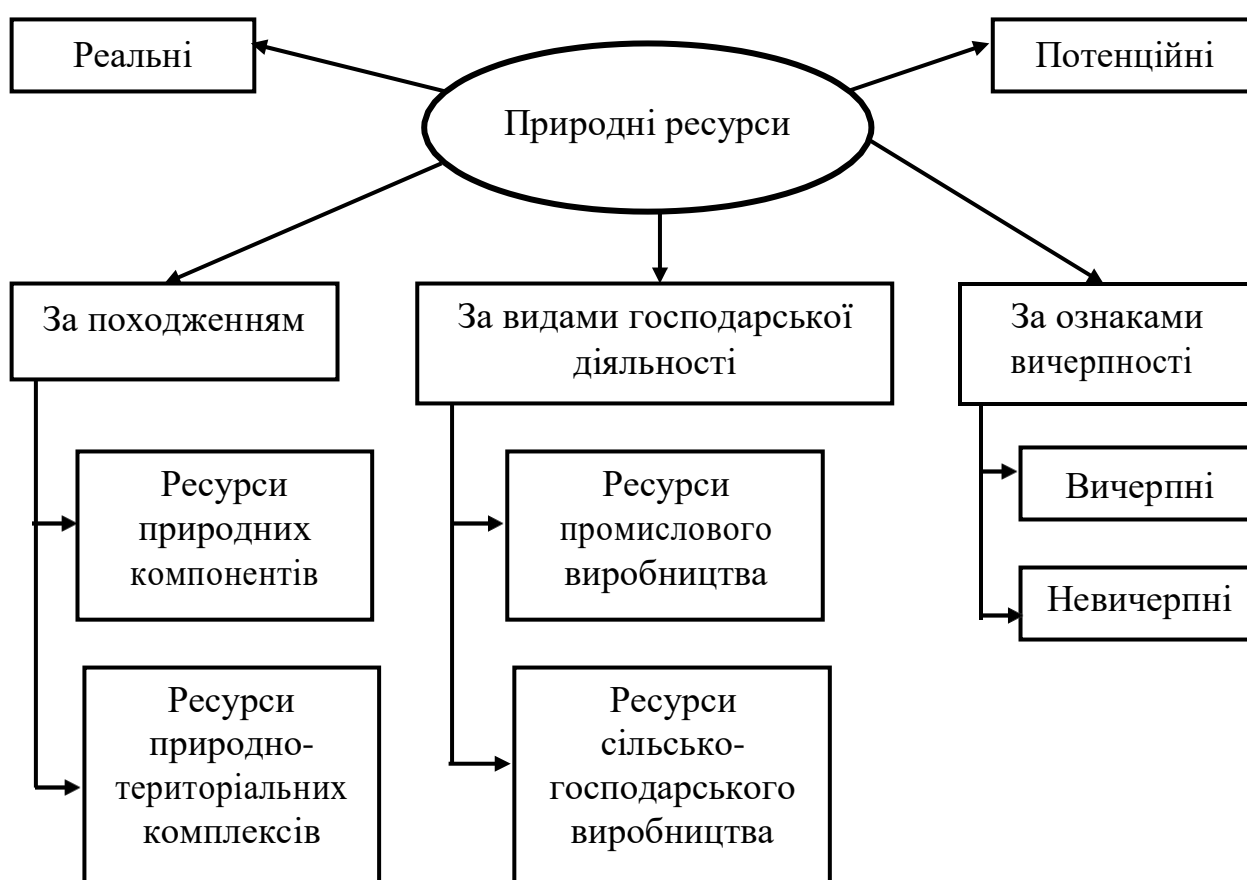 Реальні
Потенційні
Природні ресурси
За походженням
За видами господарської
діяльності
За ознаками
вичерпності
Ресурси
природних
компонентів
Ресурси
природно-
територіальних
комплексів
Ресурси
промислового
виробництва
Ресурси
сільсько-
господарського
виробництва
Вичерпні
Невичерпні